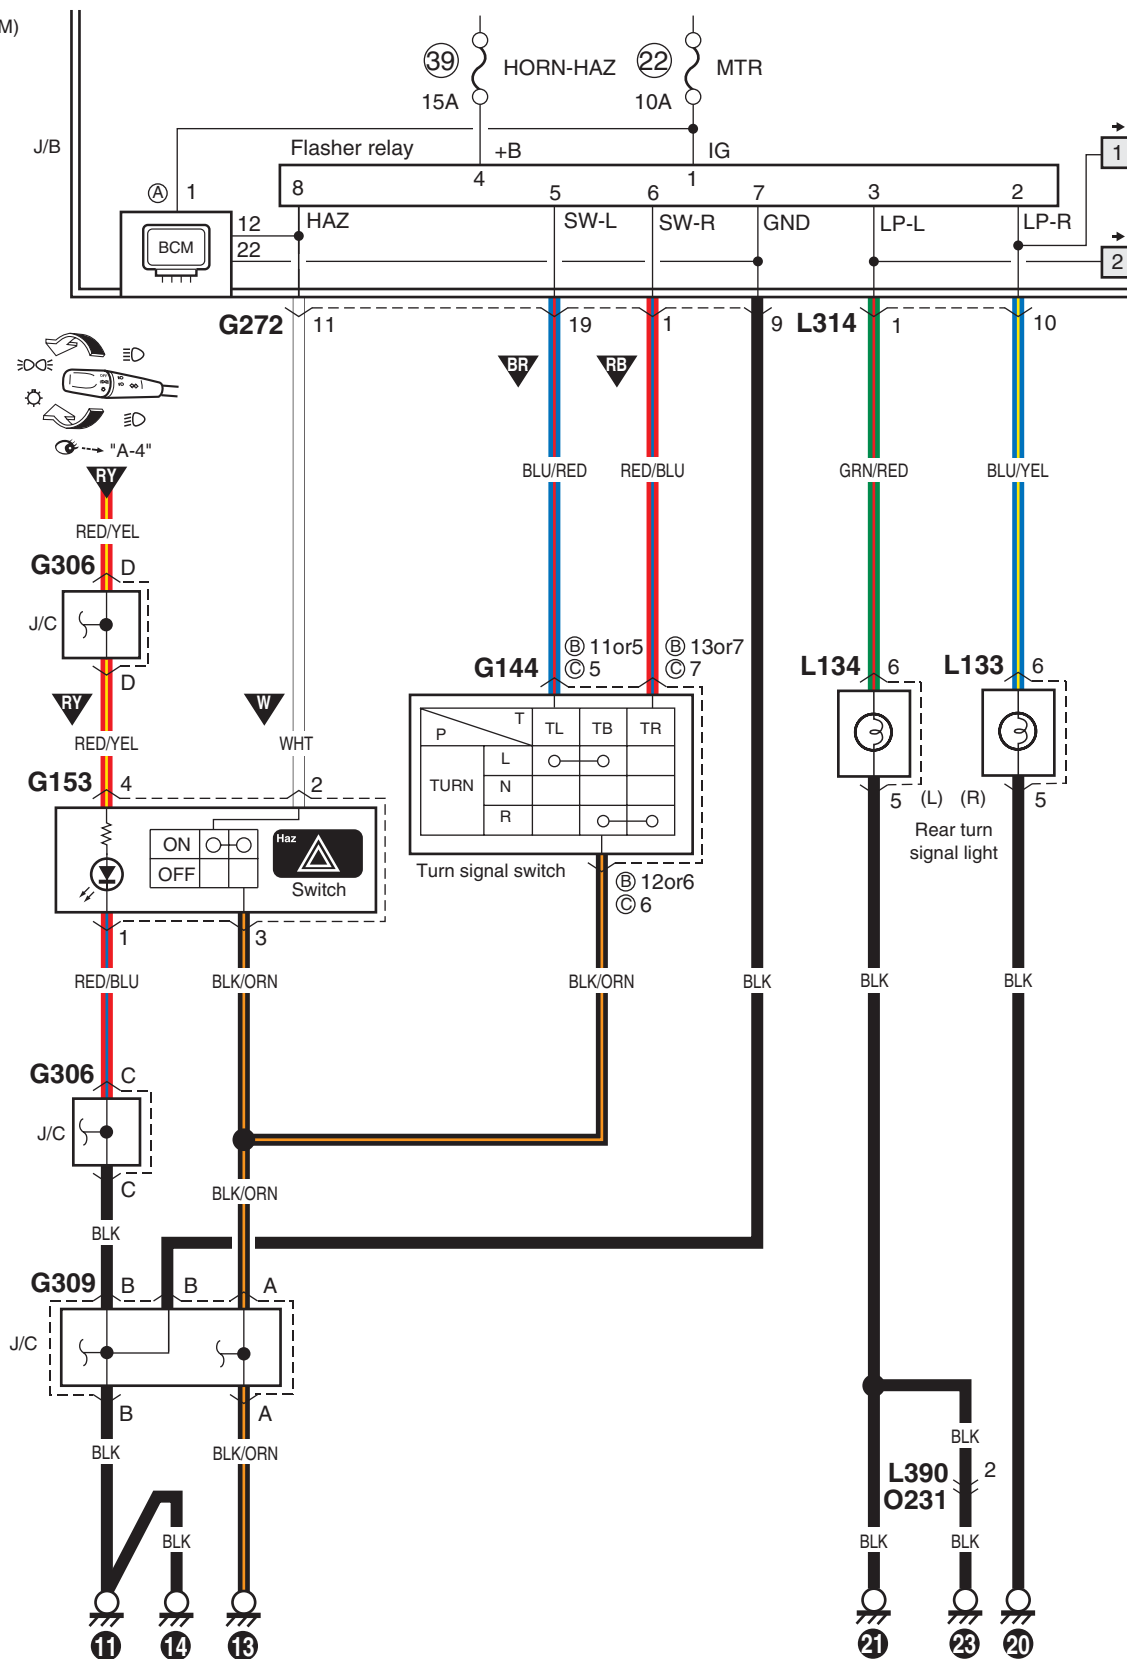 M)
39
HORN-HAZ
22
MTR
15A
10A
J/B
Flasher relay
+B
IG
A
1
8
4
5
6
1
7
3
2
1
12
HAZ
SW-L
SW-R
GND
LP-L
LP-R
BCM
22
2
G272
11
19
1
9
L314
1
10
BR
RB
OFF
"A-4"
RY
BLU/RED
RED/BLU
GRN/RED
BLU/YEL
RED/YEL
G306
D
J/C
D
B 11or5
C 5
B 13or7
C 7
G144
L134
6
L133
6
RY
W
RED/YEL
WHT
T
P
TL
TB
TR
L
TURN
N
R
G153
4
2
5
(L)
(R)
5
Rear turn
signal light
ON
OFF
Haz
Switch
Turn signal switch
B 12or6
C 6
1
3
RED/BLU
BLK/ORN
BLK/ORN
BLK
BLK
BLK
G306
C
J/C
C
BLK/ORN
BLK
G309
B
B
A
J/C
B
A
BLK
BLK/ORN
BLK
L390
2
O231
BLK
BLK
BLK
11
14
13
21
23
20